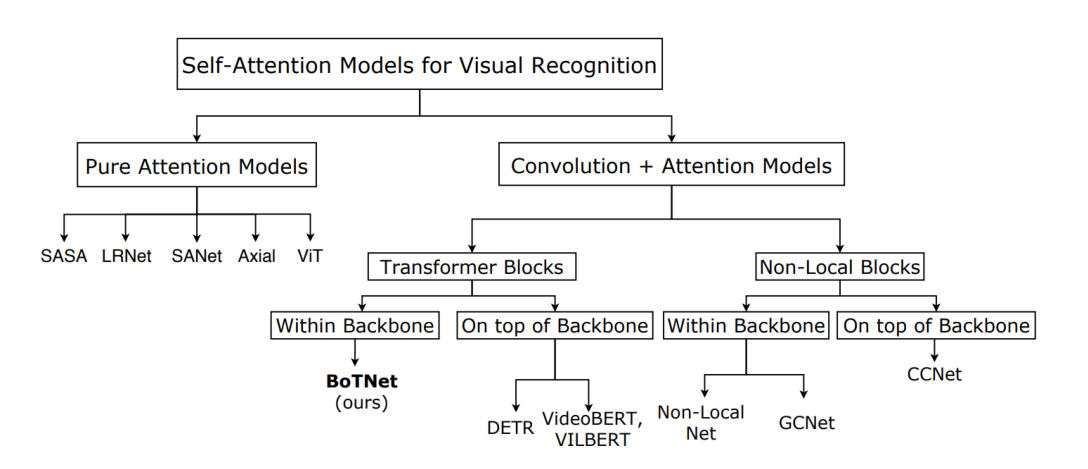 Self-Attention Models for Visual Recognition
Pure Attention Models
Convolution + Attention Models
SASA
LRNet
SANet
Axial
ViT
Transformer Blocks
Non-Local Blocks
Within Backbone
On top of Backbone
Within Backbone
On top of Backbone
BoTNet
(ours)
DETR
VideoBERT,
VILBERT
Non-Local
Net
GCNet
CCNet